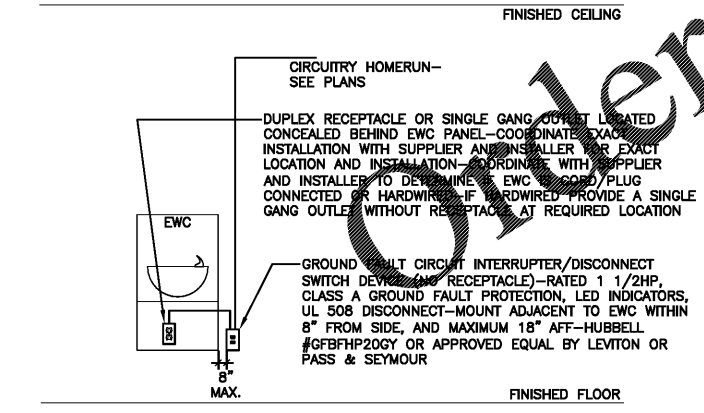 FINISHED CEILING
CIRCUITRY HOMERUN-
SEE PLANS
DUPLEX RECEPTACLE OR SINGLE GANG OUTLET LOCATED
CONCEALED BEHIND EWC PANEL-COORDINATE EXACT
INSTALLATION WITH SUPPLIER AND INSTALLER FOR EXACT
LOCATION AND INSTALLATION-COORDINATE WITH SUPPLIER
AND INSTALLER TO DETERMINE IF EWC IS CORD/PLUG
CONNECTED OR HARDWIRED-IF HARDWIRED PROVIDE A SINGLE
GANG OUTLET WITHOUT RECEPTACLE AT REQUIRED LOCATION
EWC
GROUND FAULT CIRCUIT INTERRUPTER/DISCONNECT
SWITCH DEVICE (NO RECEPTACLE)-RATED 1 1/2HP,
CLASS A GROUND FAULT PROTECTION, LED INDICATORS,
UL 508 DISCONNECT-MOUNT ADJACENT TO EWC WITHIN
8" FROM SIDE, AND MAXIMUM 18" AFF-HUBBELL
#GFBFHP20GY OR APPROVED EQUAL BY LEVITON OR
PASS & SEYMOUR
8"
MAX.
FINISHED FLOOR
Order